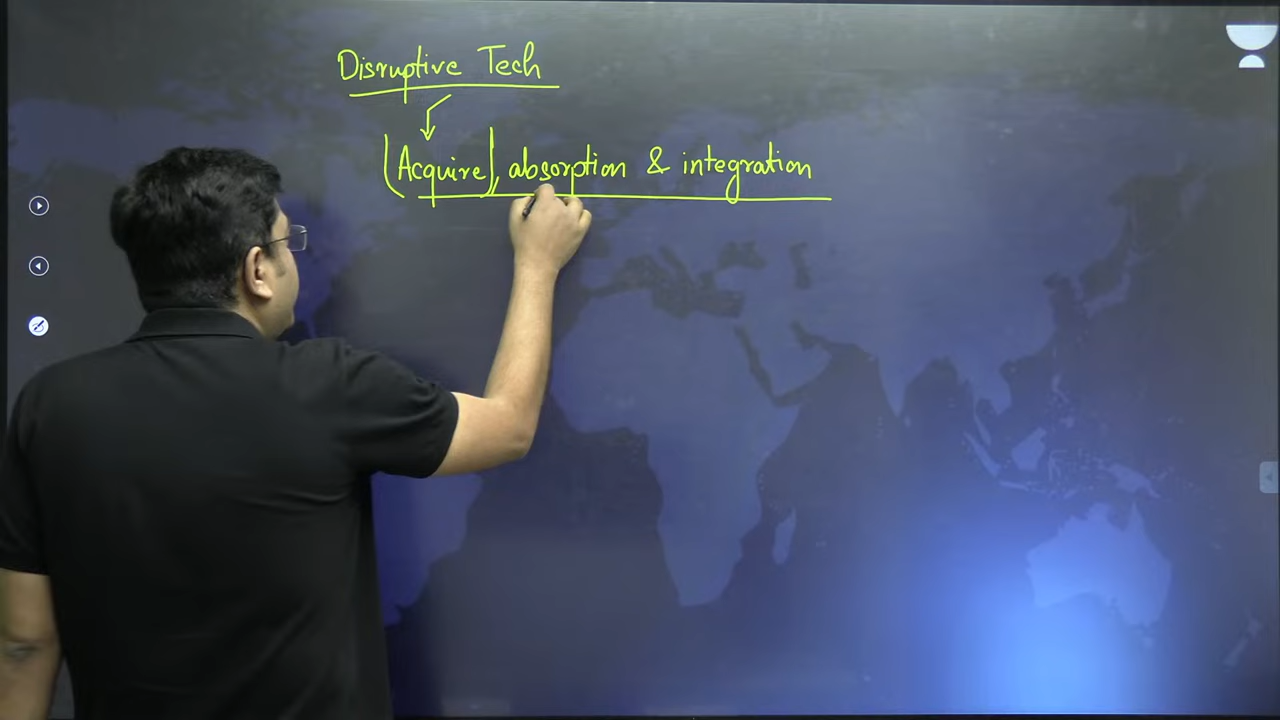 Disruptive Tech
(Acquire), absorption & integration